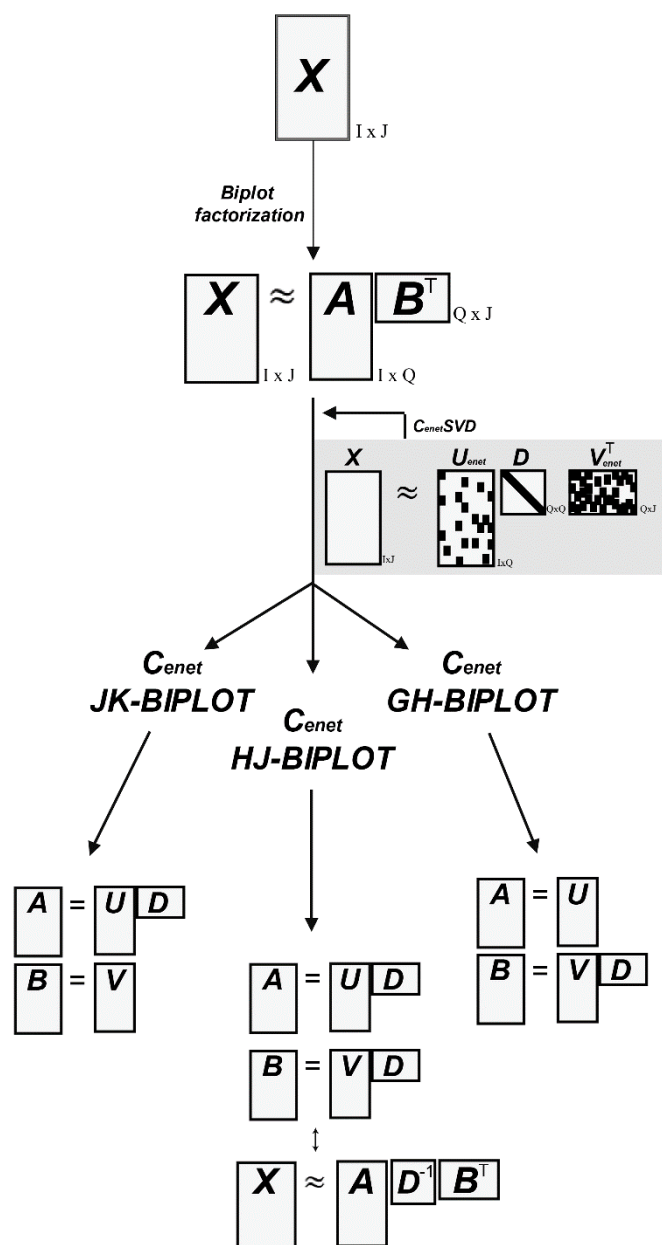 X
I x J
Biplot
factorization
X ≈ A B^T
Q x J
I x J I x Q
C_enet SVD
X ≈ U_enet D V_enet^T
QxQ QxJ
IxJ IxQ
C_enet
JK-BIPLOT
C_enet
GH-BIPLOT
C_enet
HJ-BIPLOT
A = U D
B = V
A = U
B = V D
A = U D
B = V D
X ≈ A D^-1 B^T